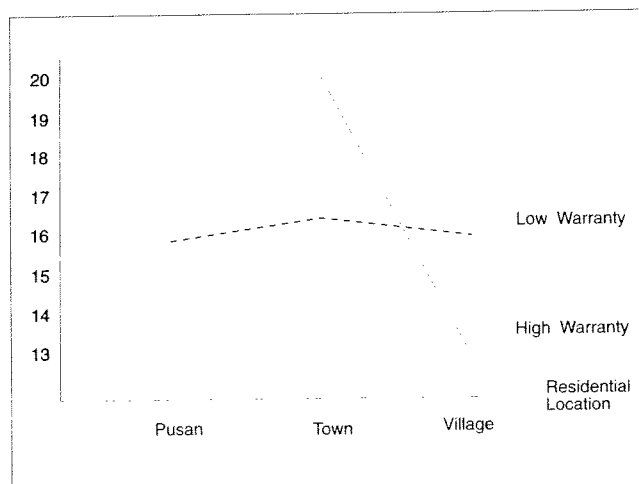 20
19
18
17
16
15
14
13
Low Warranty
High Warranty
Residential
Location
Pusan
Town
Village